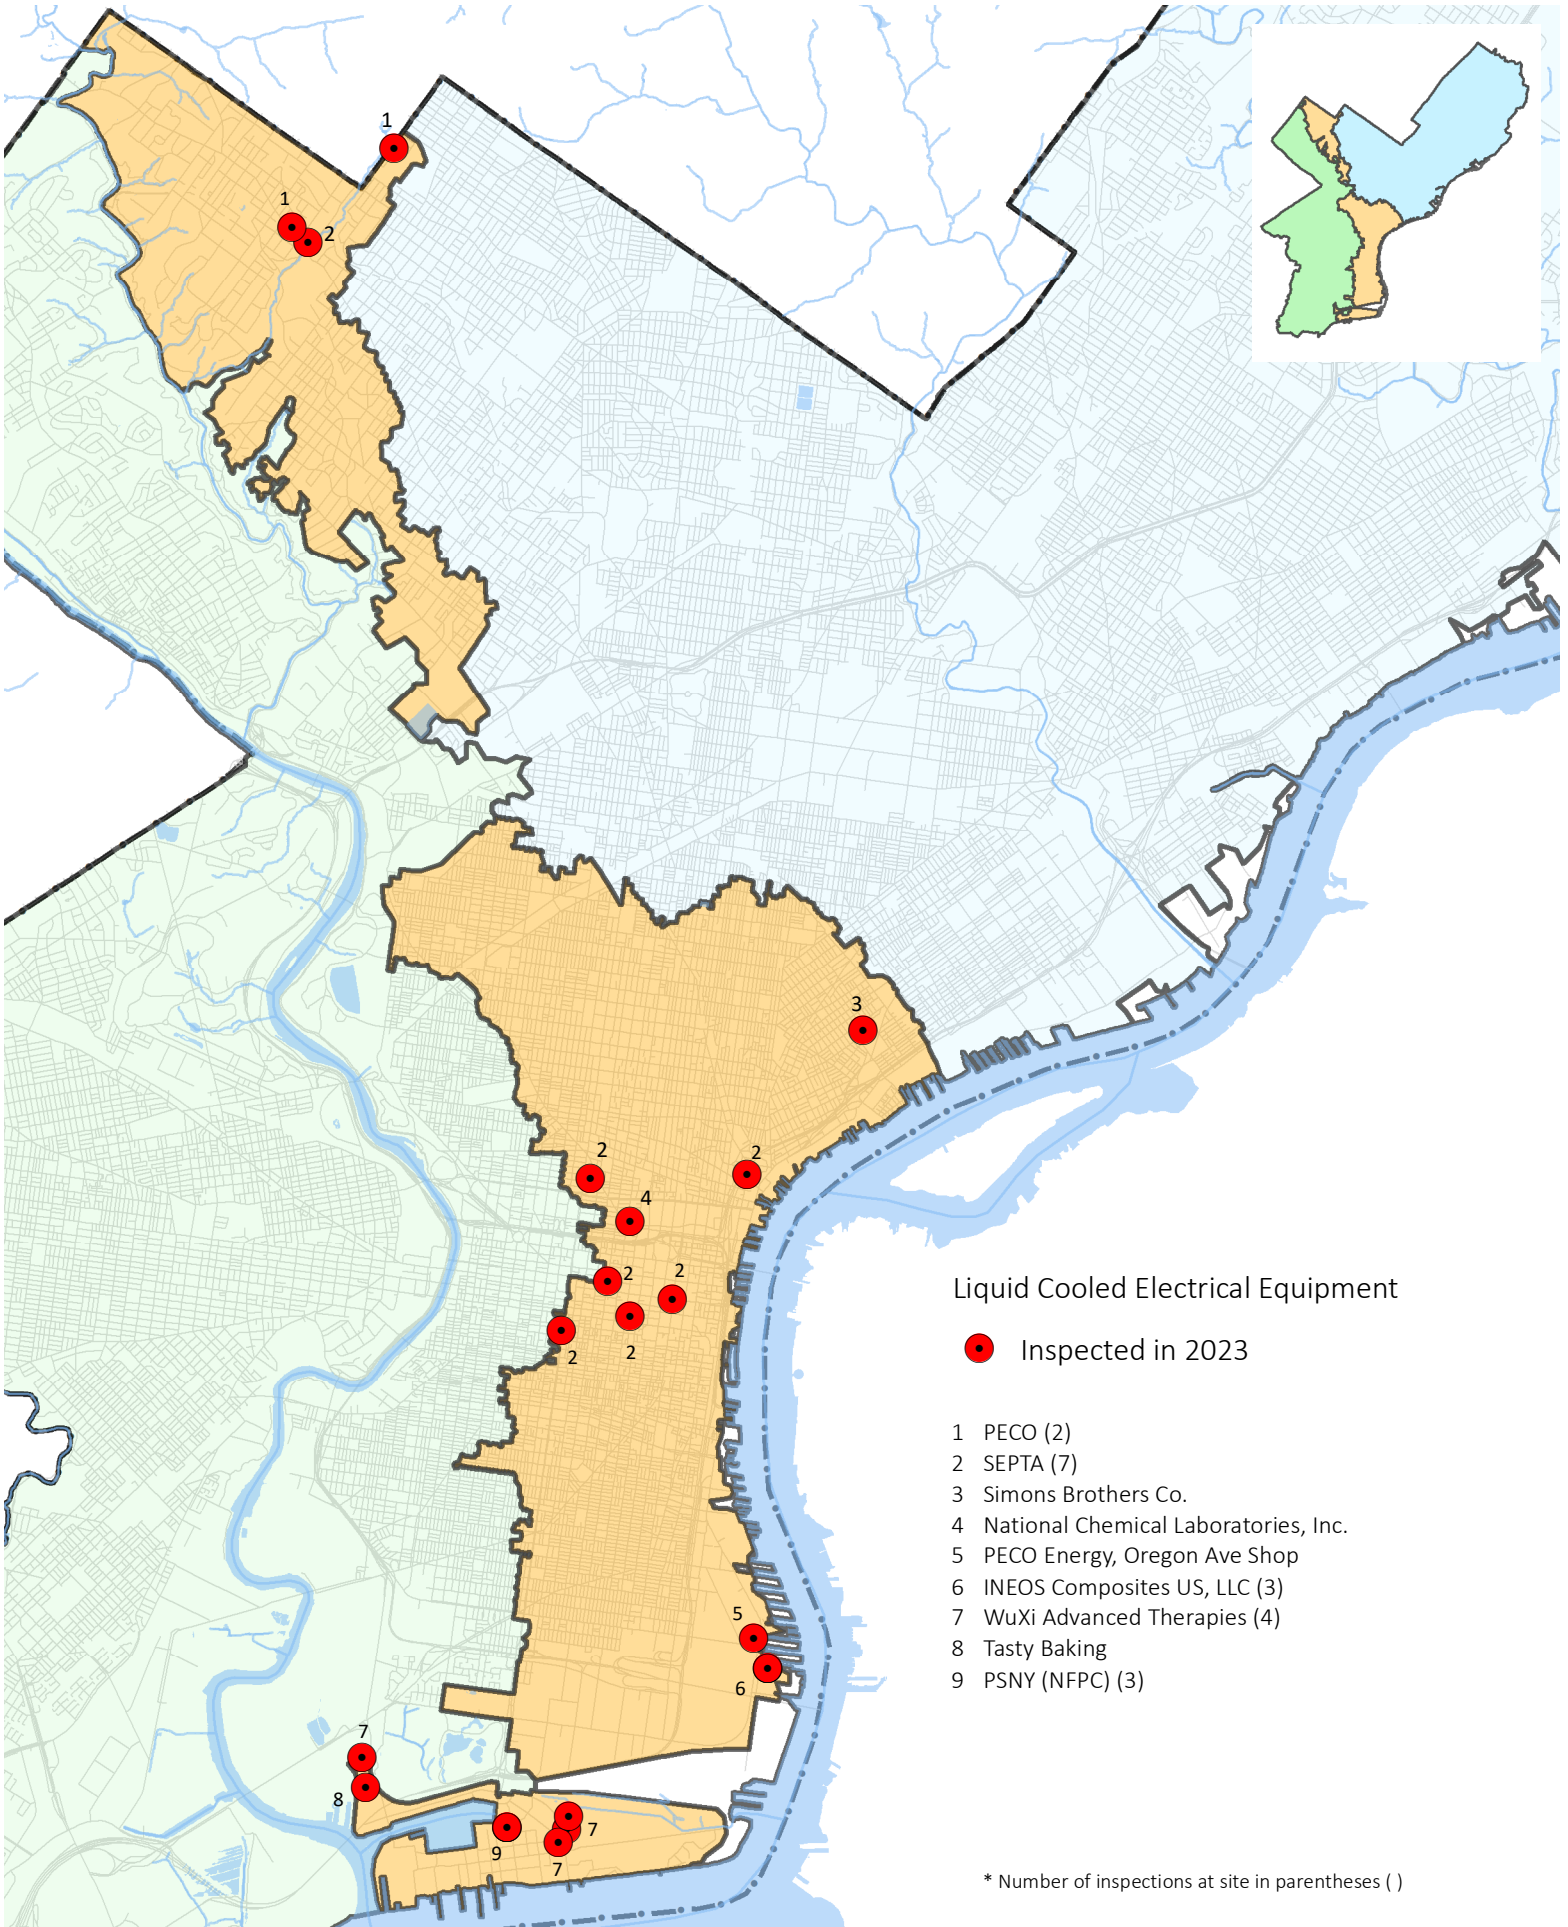 1
1
2
3
2
2
4
2
2
2
2
Liquid Cooled Electrical Equipment
Inspected in 2023
1 PECO (2)
2 SEPTA (7)
3 Simons Brothers Co.
4 National Chemical Laboratories, Inc.
5 PECO Energy, Oregon Ave Shop
6 INEOS Composites US, LLC (3)
7 WuXi Advanced Therapies (4)
8 Tasty Baking
9 PSNY (NFPC) (3)
5
6
7
8
7
9
7
* Number of inspections at site in parentheses ( )